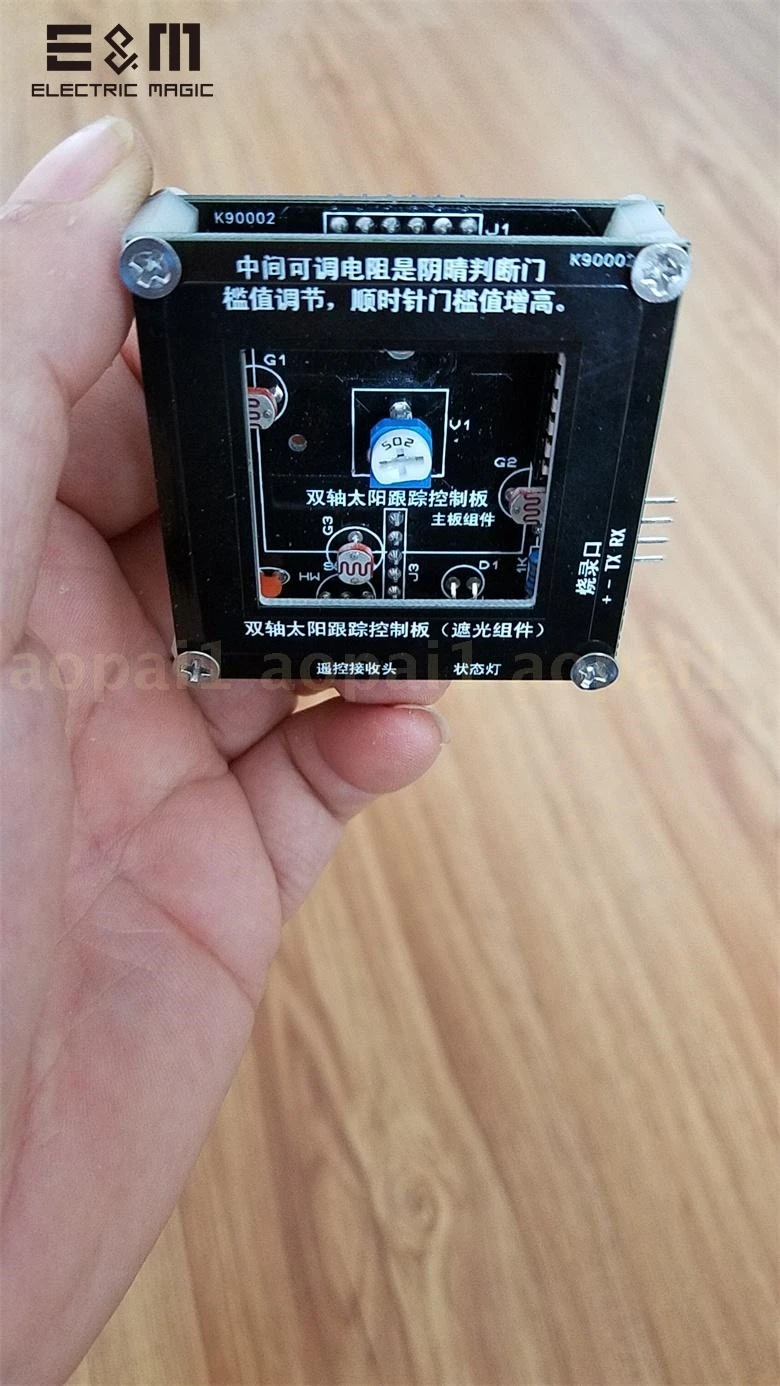 E&M
ELECTRIC MAGIC
K90002
J1
K9000
中间可调电阻是阴晴判断门
槛值调节，顺时针门槛值增高。
G1
V1
502
G2
双轴太阳跟踪控制板
主板组件
G3
HW
J3
D1
1K
烧录口
+ - TX RX
双轴太阳跟踪控制板（遮光组件）
遥控接收头
状态灯
aopai1 aopai1 aopai1